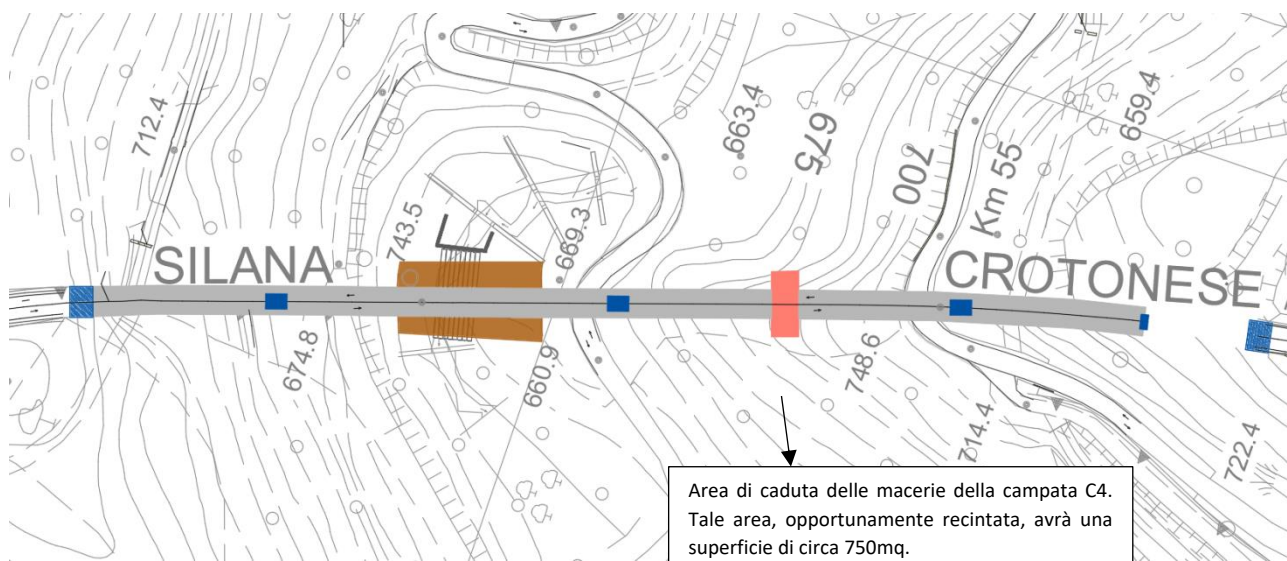 712.4
743.5
669.3
663.4
675
700
Km 55
659.4
SILANA
CROTONESE
674.8
660.9
748.6
714.4
722.4
Area di caduta delle macerie della campata C4.
Tale area, opportunamente recintata, avrà una
superficie di circa 750mq.